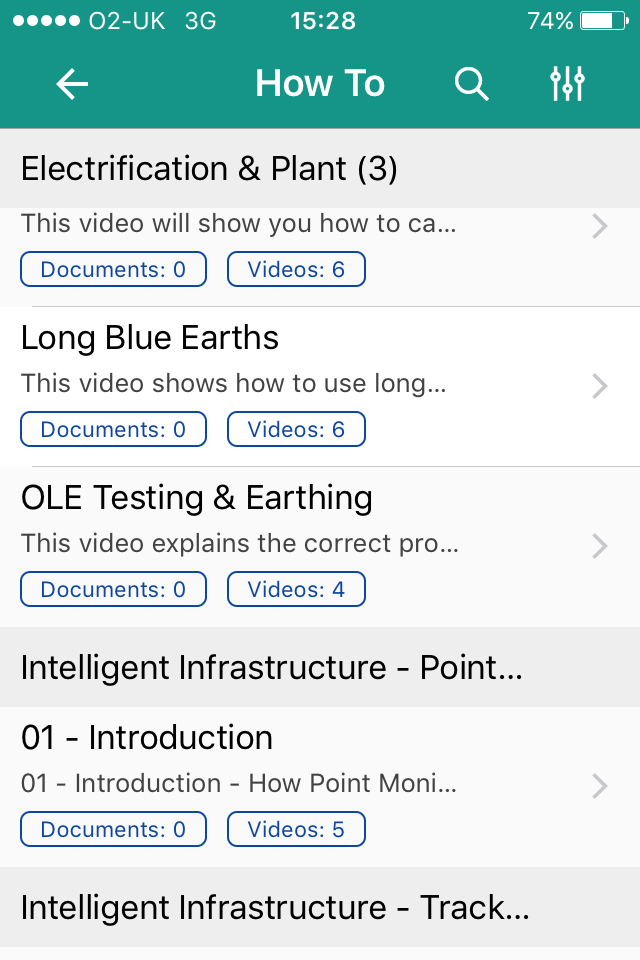 O2-UK 3G 15:28 74%
How To
Electrification & Plant (3)
This video will show you how to ca...
Documents: 0 Videos: 6
Long Blue Earths
This video shows how to use long...
Documents: 0 Videos: 6
OLE Testing & Earthing
This video explains the correct pro...
Documents: 0 Videos: 4
Intelligent Infrastructure - Point...
01 - Introduction
01 - Introduction - How Point Moni...
Documents: 0 Videos: 5
Intelligent Infrastructure - Track...